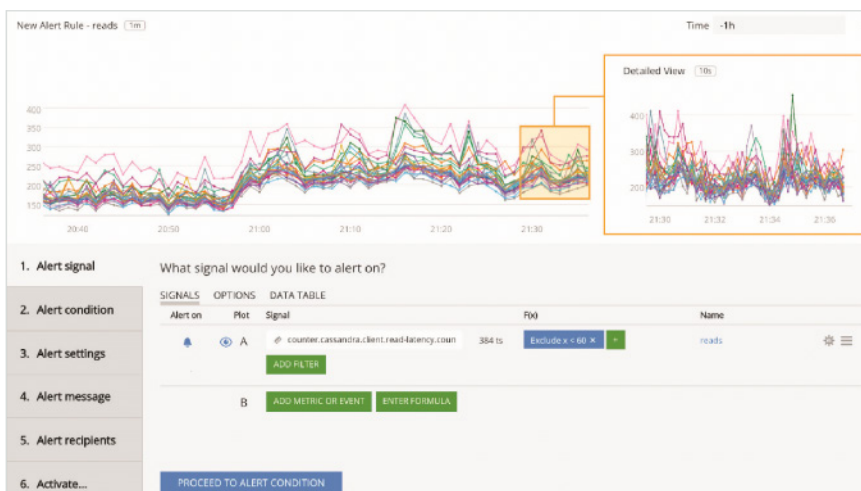 New Alert Rule - reads 1m
Time -1h
Detailed View 10s
400
350
300
250
200
150
20:40 20:50 21:00 21:10 21:20 21:30
400
300
200
21:30 21:32 21:34 21:36
1. Alert signal
2. Alert condition
3. Alert settings
4. Alert message
5. Alert recipients
6. Activate...
What signal would you like to alert on?
SIGNALS OPTIONS DATA TABLE
Alert on Plot Signal F(x) Name
A counter.cassandra.client.read-latency.coun 384 ts Exclude x < 60 × + reads
ADD FILTER
B ADD METRIC OR EVENT ENTER FORMULA
PROCEED TO ALERT CONDITION